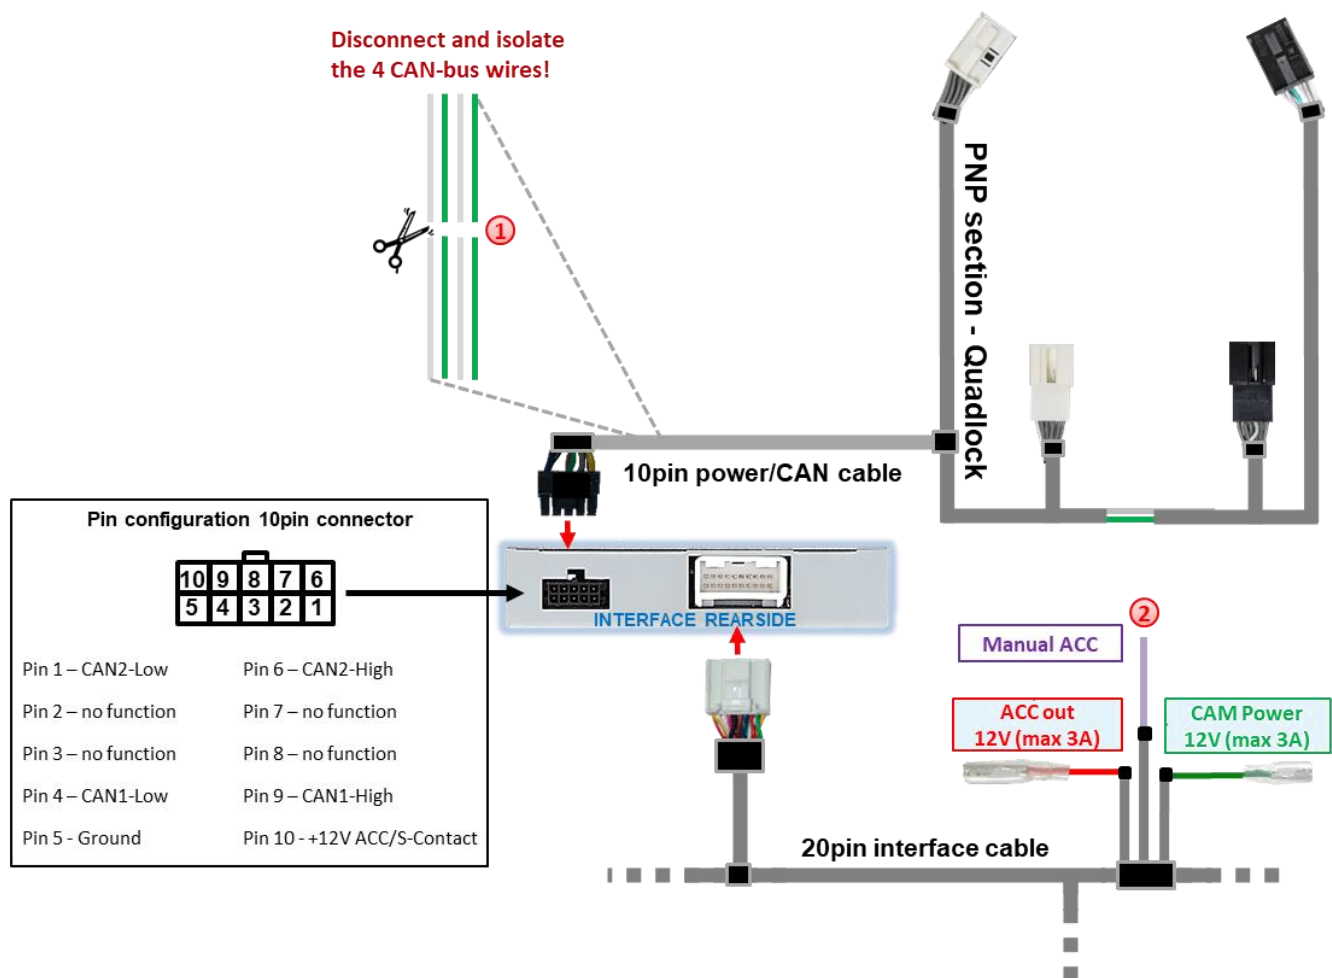 Disconnect and isolate
the 4 CAN-bus wires!
1
PNP section - Quadlock
10pin power/CAN cable
Pin configuration 10pin connector
10 9 8 7 6
5 4 3 2 1
Pin 1 – CAN2-Low
Pin 6 – CAN2-High
Pin 2 – no function
Pin 7 – no function
Pin 3 – no function
Pin 8 – no function
Pin 4 – CAN1-Low
Pin 9 – CAN1-High
Pin 5 - Ground
Pin 10 - +12V ACC/S-Contact
INTERFACE REARSIDE
2
Manual ACC
ACC out
12V (max 3A)
CAM Power
12V (max 3A)
20pin interface cable